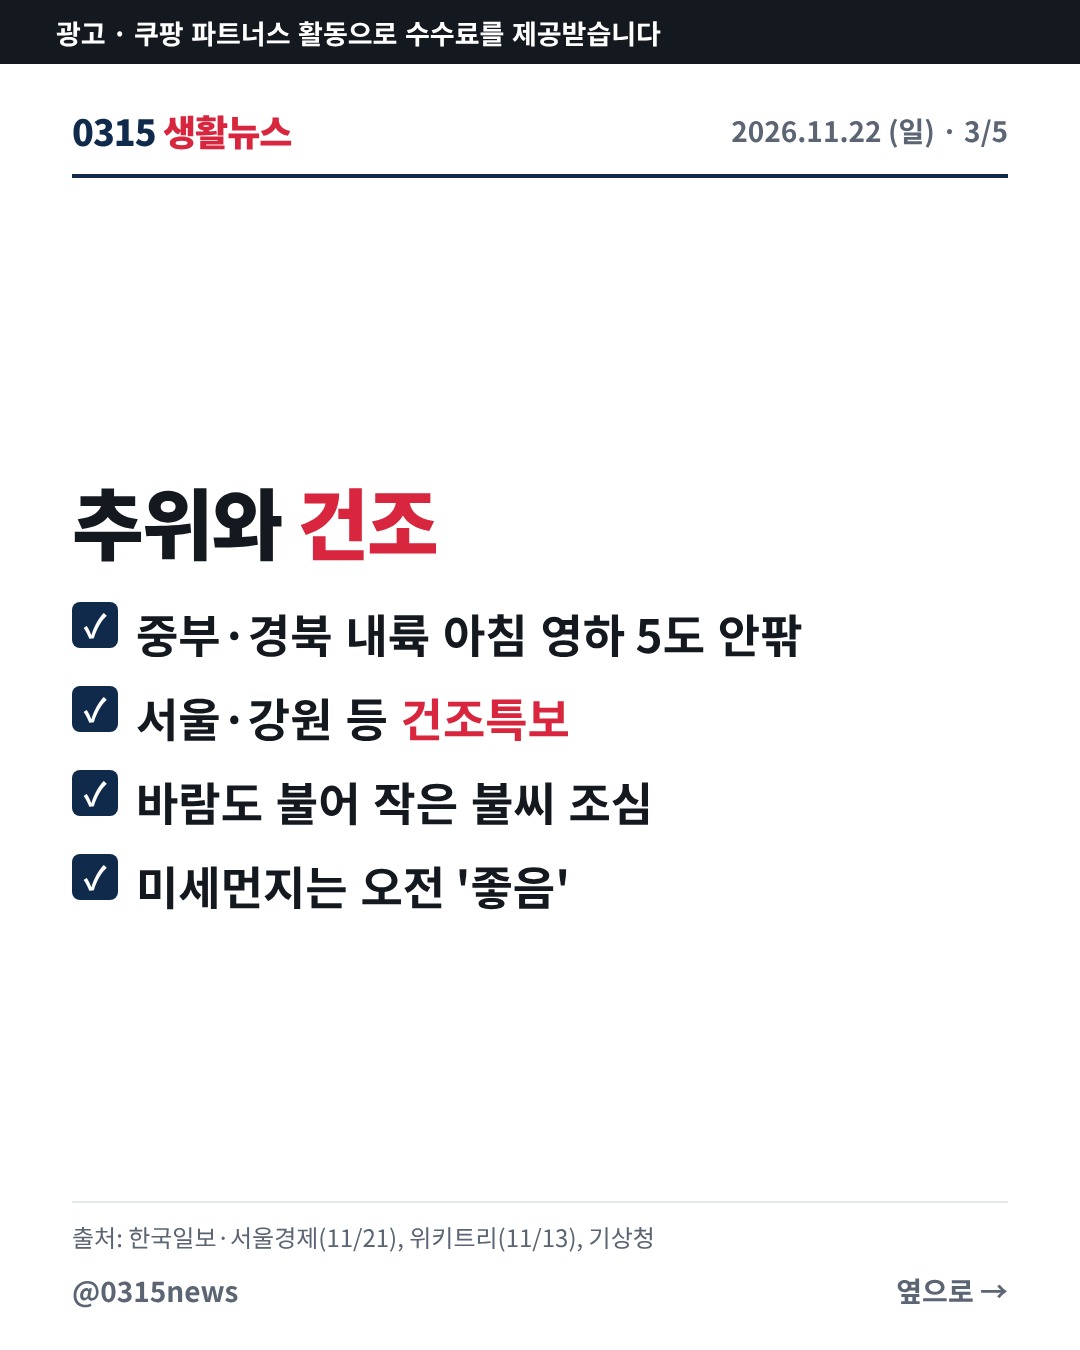 광고 · 쿠팡 파트너스 활동으로 수수료를 제공받습니다
0315 생활뉴스
2026.11.22 (일) · 3/5
추위와 건조
✓ 중부·경북 내륙 아침 영하 5도 안팎
✓ 서울·강원 등 건조특보
✓ 바람도 불어 작은 불씨 조심
✓ 미세먼지는 오전 '좋음'
출처: 한국일보·서울경제(11/21), 위키트리(11/13), 기상청
@0315news
옆으로 →